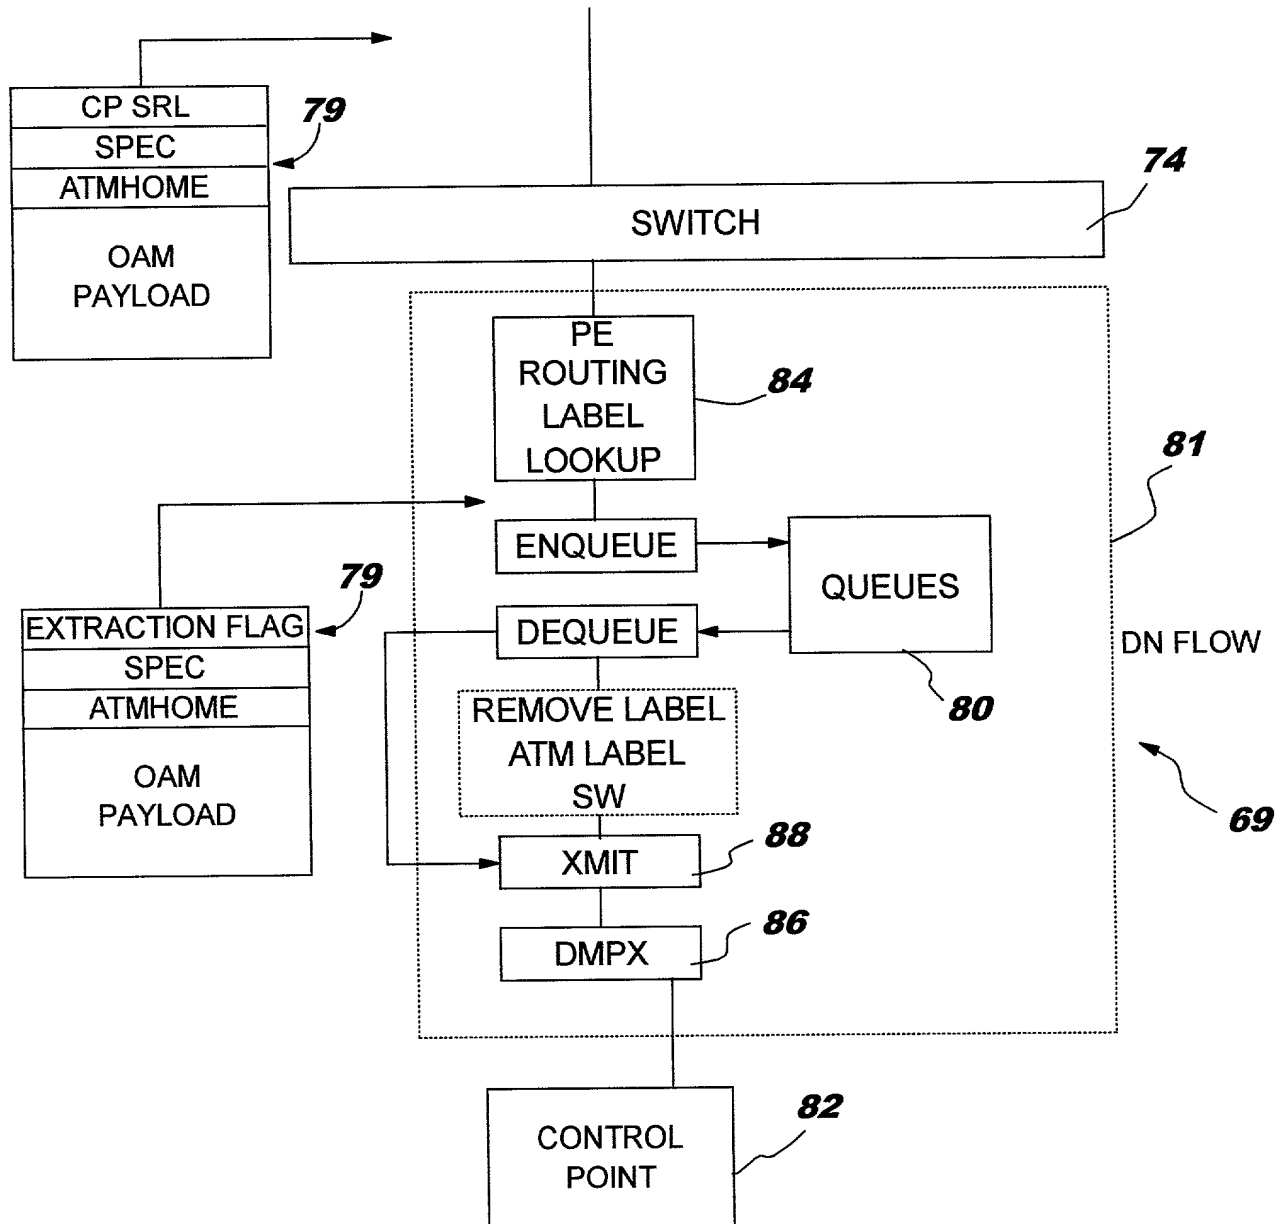 CP SRL
SPEC
ATMHOME
OAM
PAYLOAD
79
SWITCH
74
PE
ROUTING
LABEL
LOOKUP
84
81
ENQUEUE
QUEUES
80
DEQUEUE
DN FLOW
EXTRACTION FLAG
SPEC
ATMHOME
OAM
PAYLOAD
79
REMOVE LABEL
ATM LABEL
SW
69
XMIT
88
DMPX
86
CONTROL
POINT
82